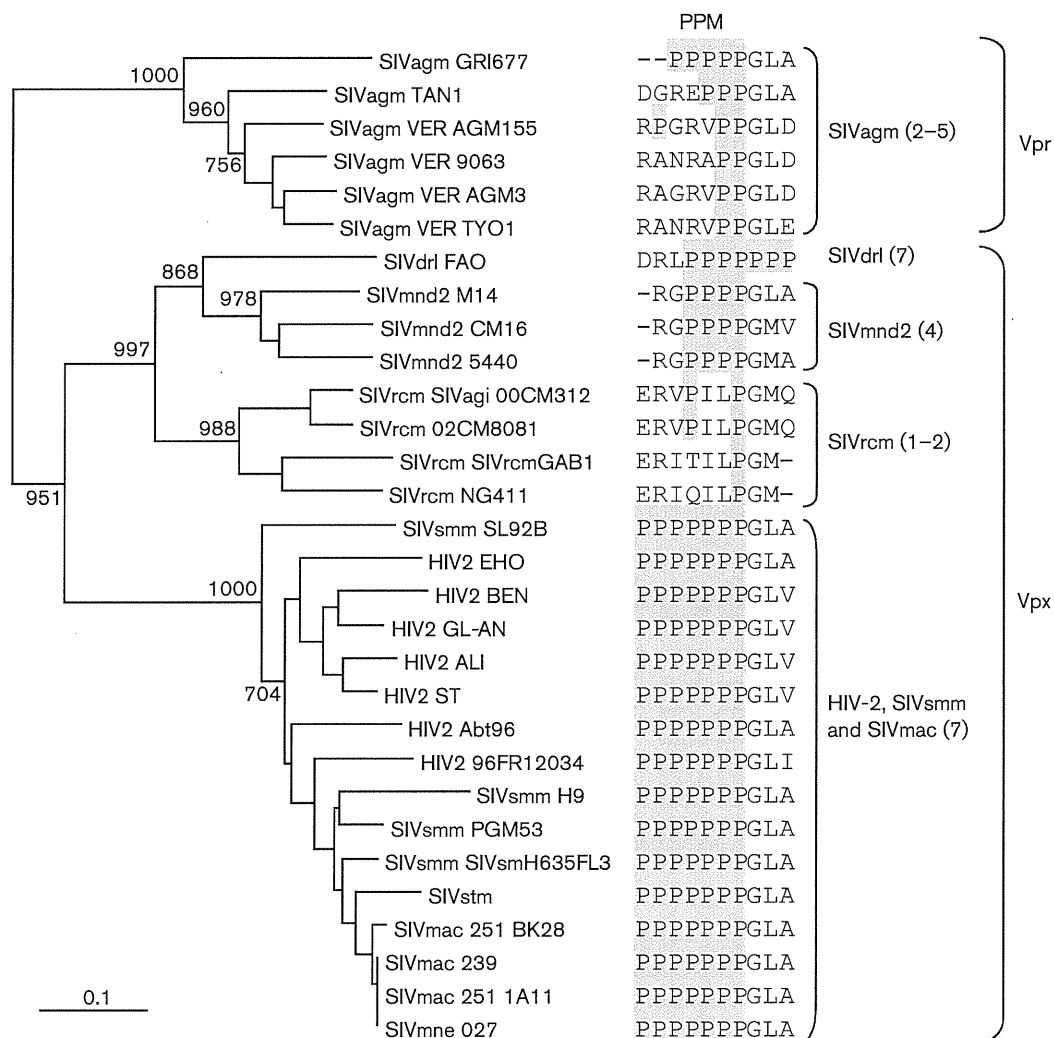 PPM
SIVagm GRI677 --PPPPPGLA
1000
SIVagm TAN1 DGREPPPGLA
960
SIVagm VER AGM155 RPGRVPPGLD
SIVagm (2–5)
Vpr
756
SIVagm VER 9063 RANRAPPGLD
SIVagm VER AGM3 RAGRVPPGLD
SIVagm VER TYO1 RANRVPPGLE
868
SIVdrl FAO DRLPPPPPPP
SIVdrl (7)
978
SIVmnd2 M14 -RGPPPPGLA
SIVmnd2 CM16 -RGPPPPGMV
SIVmnd2 (4)
997
SIVmnd2 5440 -RGPPPPGMA
SIVrcm SIVagi 00CM312 ERVPILPGMQ
988
SIVrcm 02CM8081 ERVPILPGMQ
SIVrcm (1–2)
SIVrcm SIVrcmGAB1 ERITILPGM-
951
SIVrcm NG411 ERIQILPGM-
SIVsmm SL92B PPPPPPPGLA
HIV2 EHO PPPPPPPGLA
1000
HIV2 BEN PPPPPPPGLV
Vpx
HIV2 GL-AN PPPPPPPGLV
HIV2 ALI PPPPPPPGLV
704
HIV2 ST PPPPPPPGLV
HIV-2, SIVsmm
and SIVmac (7)
HIV2 Abt96 PPPPPPPGLA
HIV2 96FR12034 PPPPPPPGLI
SIVsmm H9 PPPPPPPGLA
SIVsmm PGM53 PPPPPPPGLA
SIVsmm SIVsmH635FL3 PPPPPPPGLA
SIVstm PPPPPPPGLA
SIVmac 251 BK28 PPPPPPPGLA
SIVmac 239 PPPPPPPGLA
0.1
SIVmac 251 1A11 PPPPPPPGLA
SIVmne 027 PPPPPPPGLA